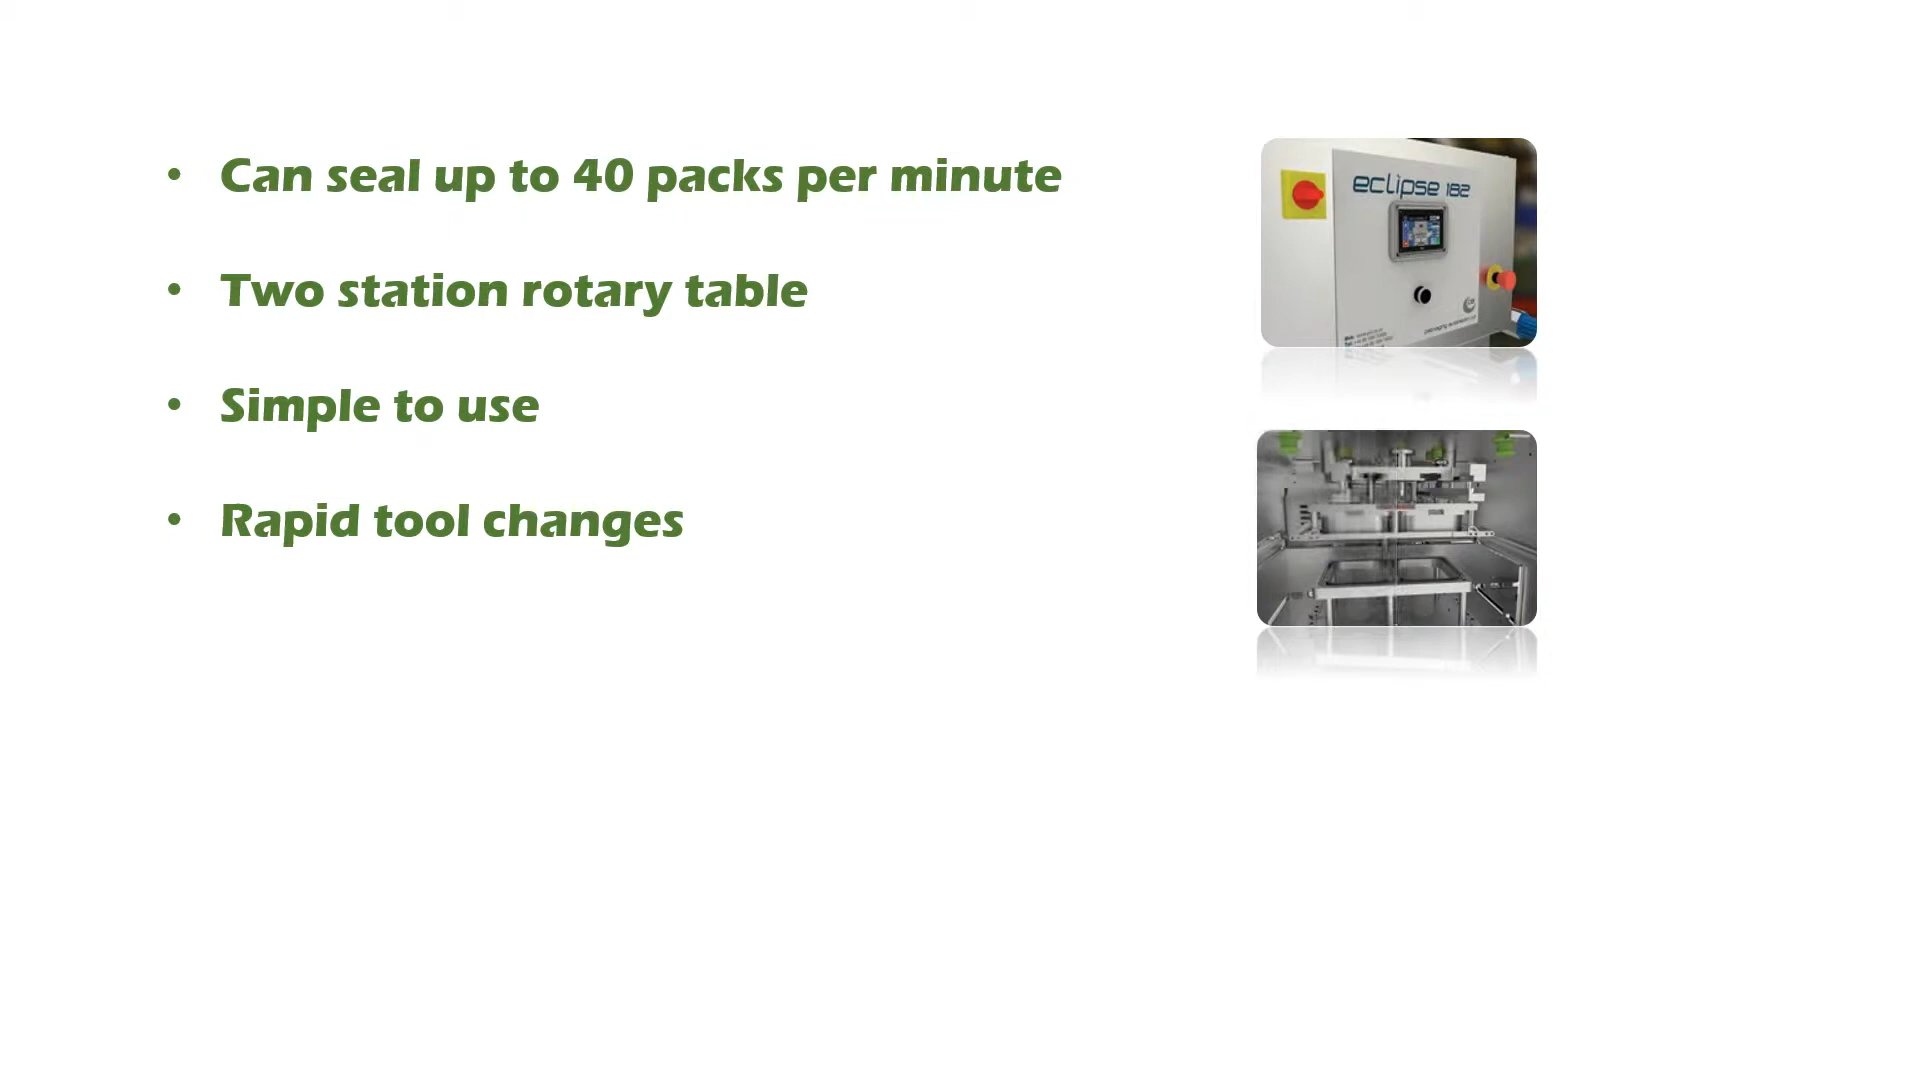 • Can seal up to 40 packs per minute
• Two station rotary table
• Simple to use
• Rapid tool changes
eclipse 182